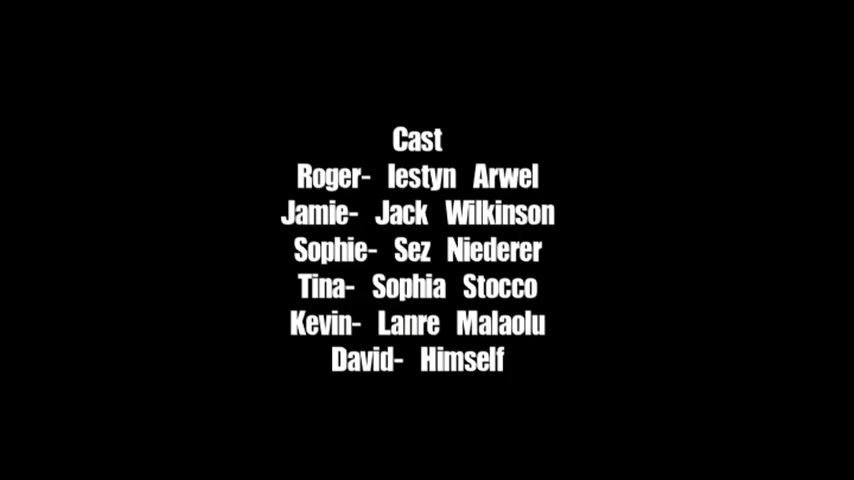 Cast
Roger- Iestyn Arwel
Jamie- Jack Wilkinson
Sophie- Sez Niederer
Tina- Sophia Stocco
Kevin- Lanre Malaolu
David- Himself